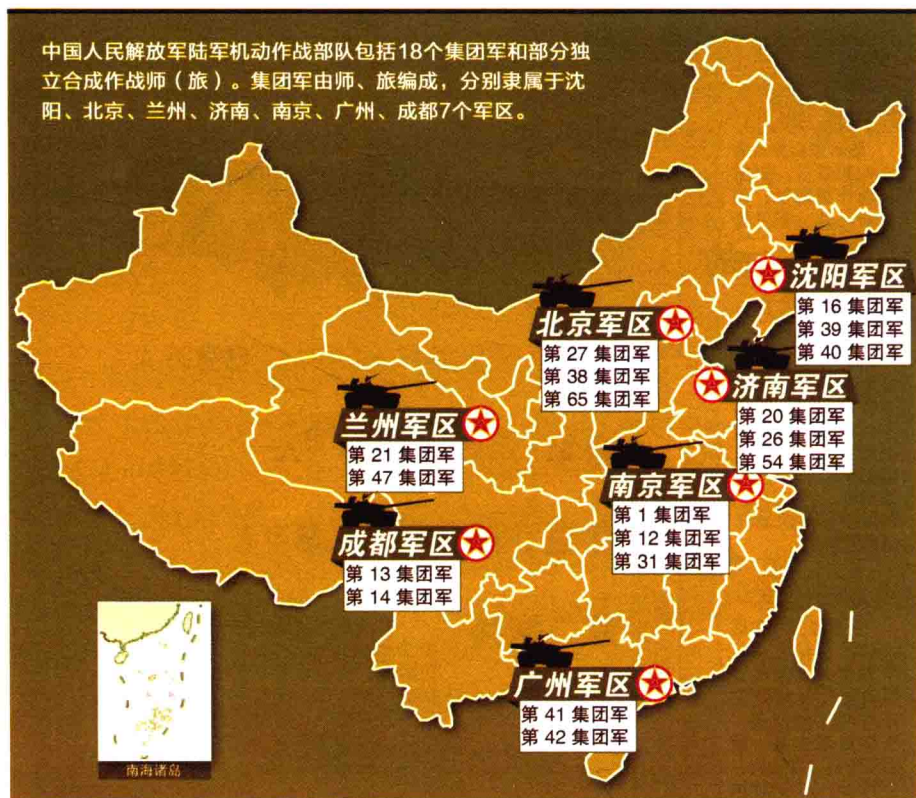 中国人民解放军陆军机动作战部队包括18个集团军和部分独
立合成作战师（旅）。集团军由师、旅编成，分别隶属于沈
阳、北京、兰州、济南、南京、广州、成都7个军区。
沈阳军区
第 16 集团军
第 39 集团军
第 40 集团军
北京军区
第 27 集团军
第 38 集团军
第 65 集团军
济南军区
第 20 集团军
第 26 集团军
第 54 集团军
兰州军区
第 21 集团军
第 47 集团军
南京军区
第 1 集团军
第 12 集团军
第 31 集团军
成都军区
第 13 集团军
第 14 集团军
广州军区
第 41 集团军
第 42 集团军
南海诸岛